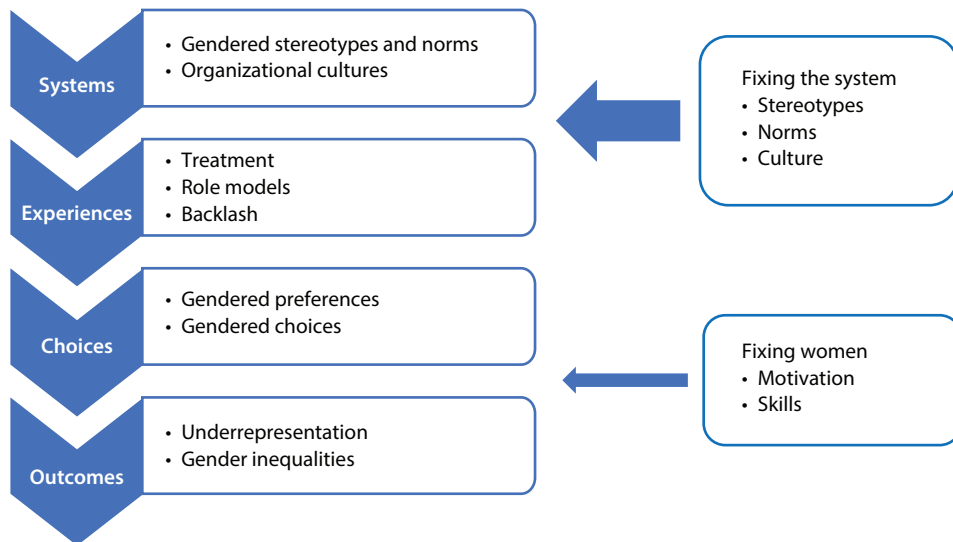 Systems
• Gendered stereotypes and norms
• Organizational cultures
Experiences
• Treatment
• Role models
• Backlash
Choices
• Gendered preferences
• Gendered choices
Outcomes
• Underrepresentation
• Gender inequalities
Fixing the system
• Stereotypes
• Norms
• Culture
Fixing women
• Motivation
• Skills